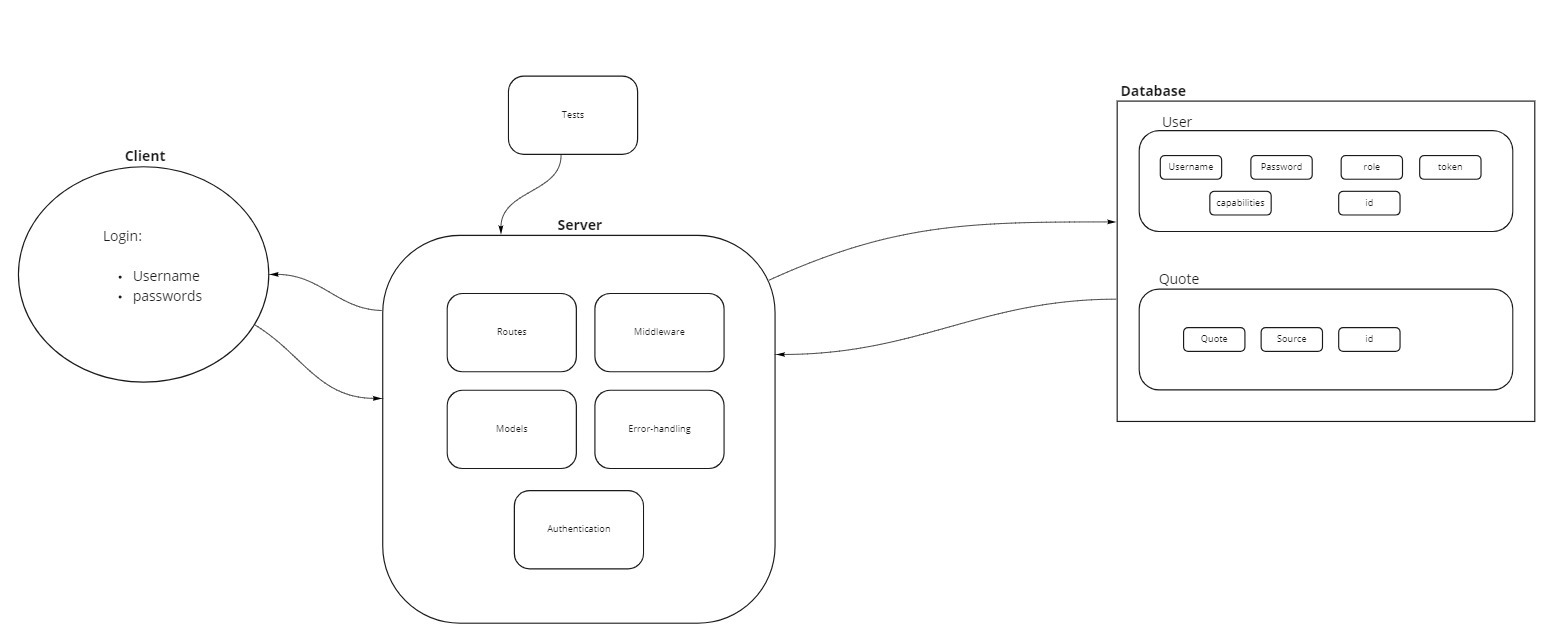 Tests
Client
Login:
• Username
• passwords
Server
Routes
Middleware
Models
Error-handling
Authentication
Database
User
Username
Password
role
token
capabilities
id
Quote
Quote
Source
id